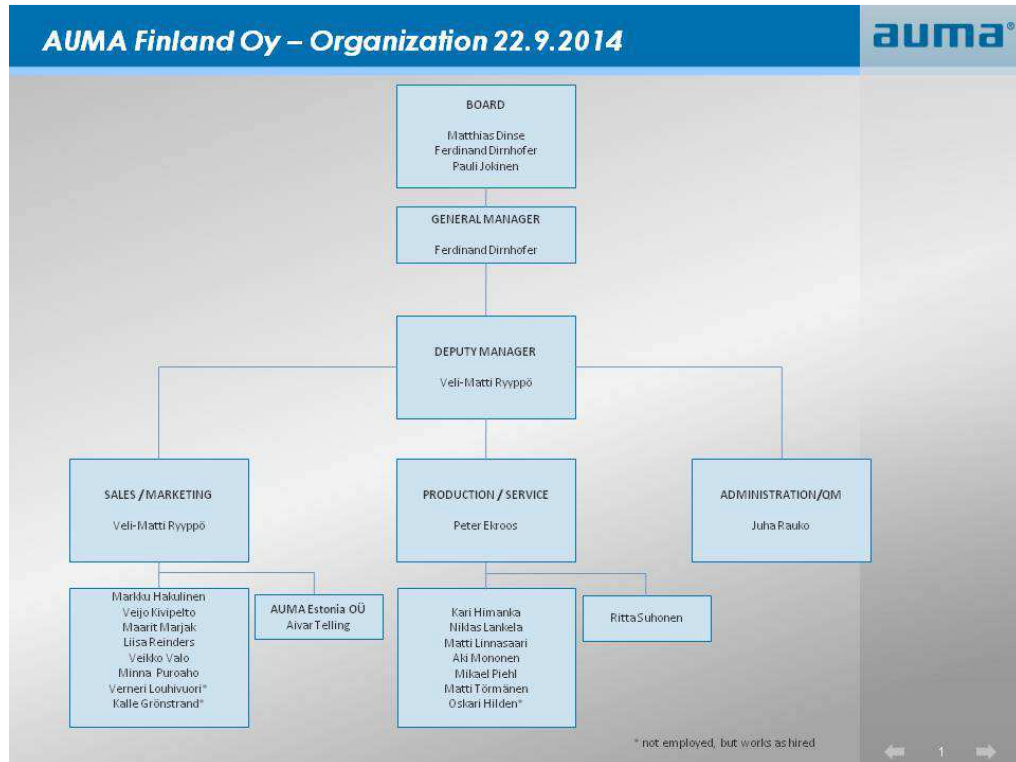 AUMA Finland Oy – Organization 22.9.2014
auma®
BOARD
Matthias Dinse
Ferdinand Dirnhofer
Pauli Jokinen
GENERAL MANAGER
Ferdinand Dirnhofer
DEPUTY MANAGER
Veli-Matti Ryyppö
SALES / MARKETING
Veli-Matti Ryyppö
PRODUCTION / SERVICE
Peter Ekroos
ADMINISTRATION/QM
Juha Rauko
Markku Hakulinen
Veijo Kivipelto
Maarit Marjak
Liisa Reinders
Veikko Valo
Minna Puroaho
Verneri Louhivuori*
Kalle Grönstrand*
AUMA Estonia OÜ
Aivar Telling
Kari Himanka
Niklas Lankela
Matti Linnasaari
Aki Mononen
Mikael Piehl
Matti Törmänen
Oskari Hilden*
Ritta Suhonen
* not employed, but works as hired
1